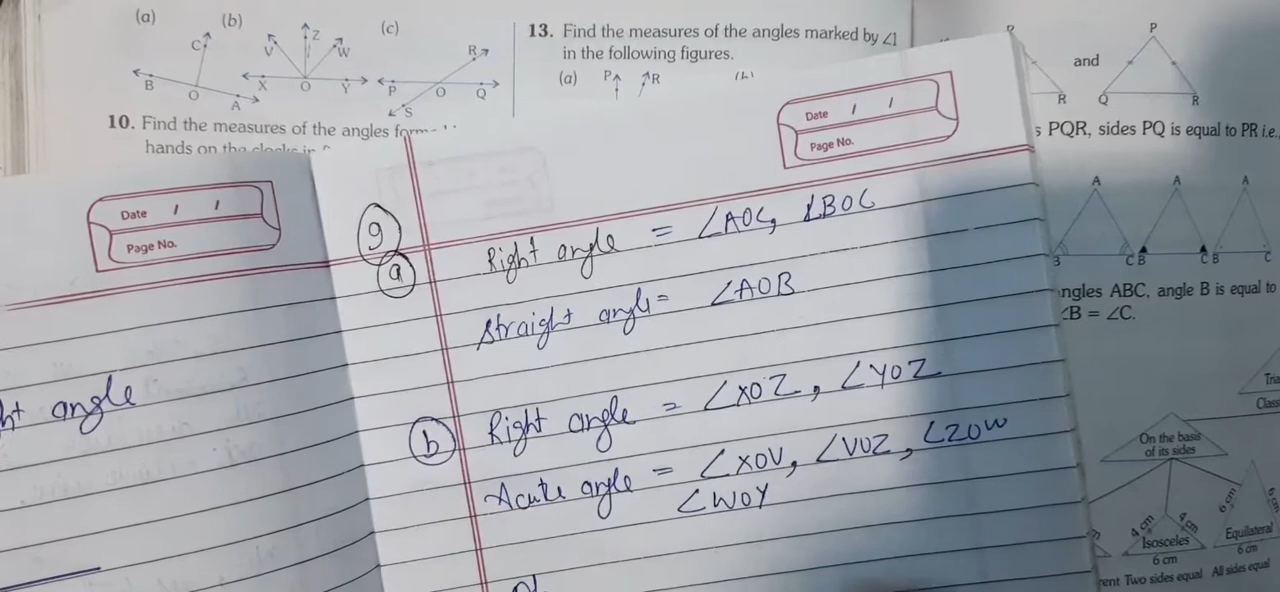 (a)
(b)
(c)
C
B
O
A
V
Z
W
X
O
Y
R
P
O
Q
S
10. Find the measures of the angles
hands on the
13. Find the measures of the angles marked by ∠1
in the following figures.
(a)
P
R
and
P
R
Q
R
PQR, sides PQ is equal to PR i.e.
A
A
A
B
C
B
C
B
C
angle B is equal to
∠B = ∠C.
ABC,
On the basis
of its sides
4 cm
4 cm
Isosceles
6 cm
Two sides equal
6 cm
Equilateral
6 cm
All sides equal
Date / /
Page No.
angle
Date / /
Page No.
9
a
Right angle = ∠AOC, ∠BOC
Straight angle = ∠AOB
b
Right angle = ∠XOZ, ∠YOZ
Acute angle = ∠XOV, ∠VOZ, ∠ZOW
∠WOY